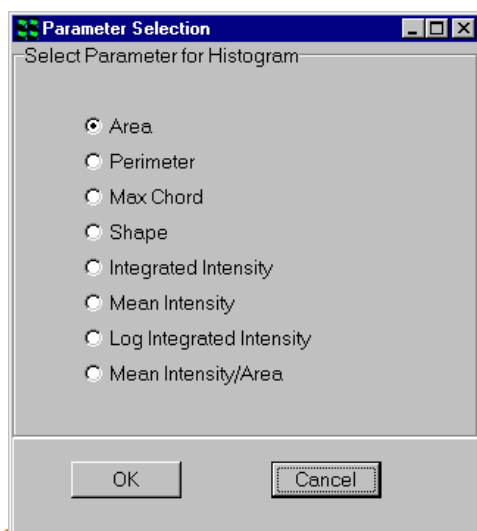 Parameter Selection
Select Parameter for Histogram
Area
Perimeter
Max Chord
Shape
Integrated Intensity
Mean Intensity
Log Integrated Intensity
Mean Intensity/Area
OK
Cancel